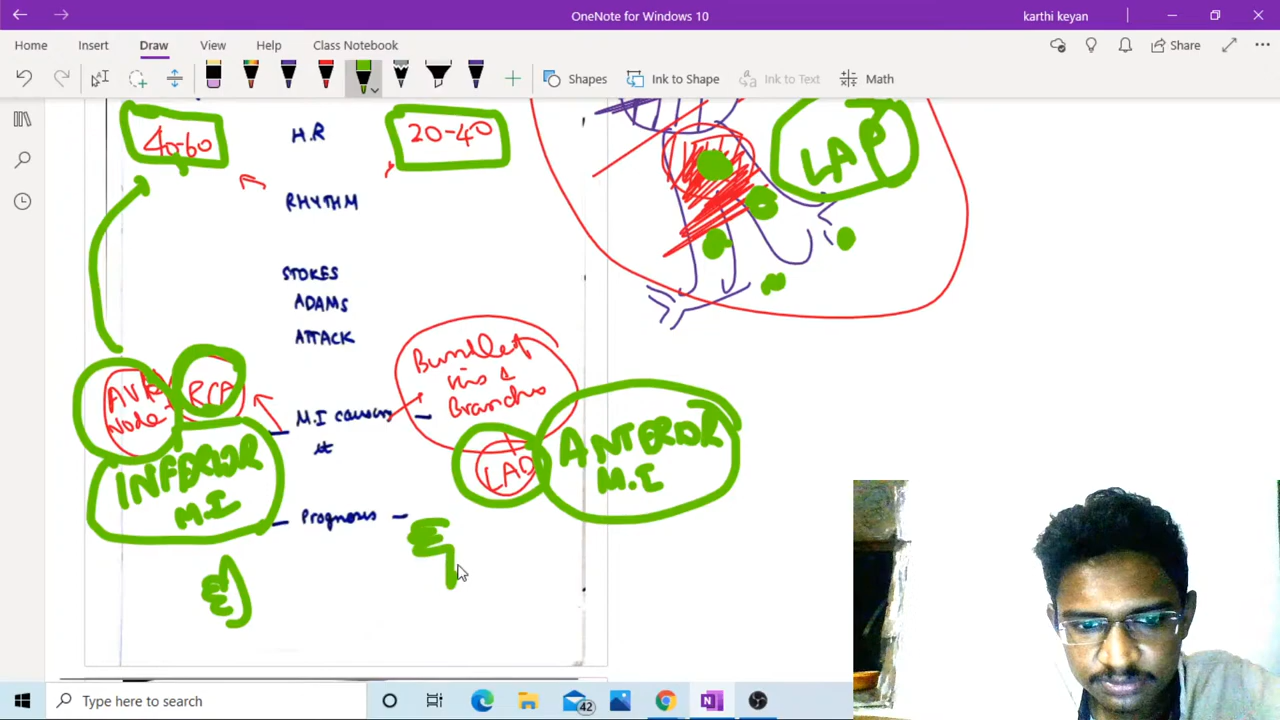 OneNote for Windows 10
karthi keyan
Home
Insert
Draw
View
Help
Class Notebook
Share
Shapes
Ink to Shape
Ink to Text
Math
40-60
H.R
20-40
LAP
RHYTHM
STOKES
ADAMS
ATTACK
Bundle of
His &
Branches
AV
Node
RCA
M.I causing
it
LAD
ANTERIOR
M.I
INFERIOR
M.I
Prognosis
Type here to search
42